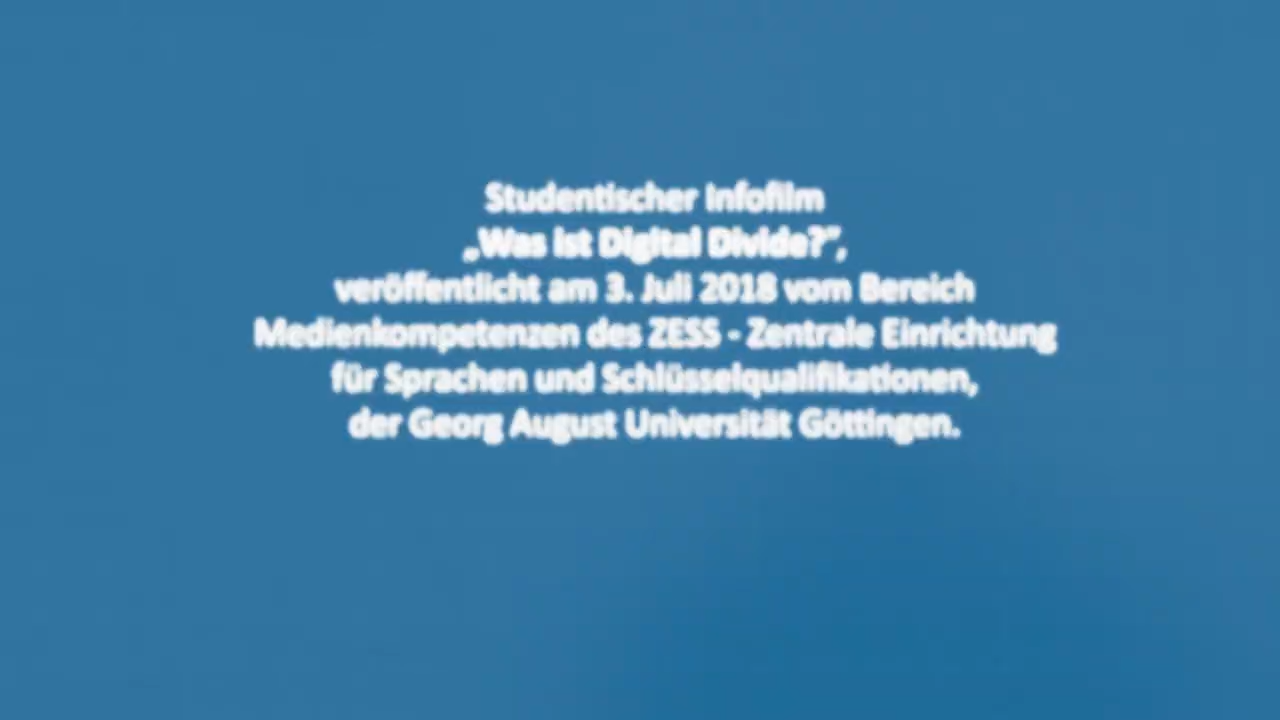 Studentischer Infofilm
„Was ist Digital Divide?“,
veröffentlicht am 3. Juli 2018 vom Bereich
Medienkompetenzen des ZESS - Zentrale Einrichtung
für Sprachen und Schlüsselqualifikationen,
der Georg August Universität Göttingen.